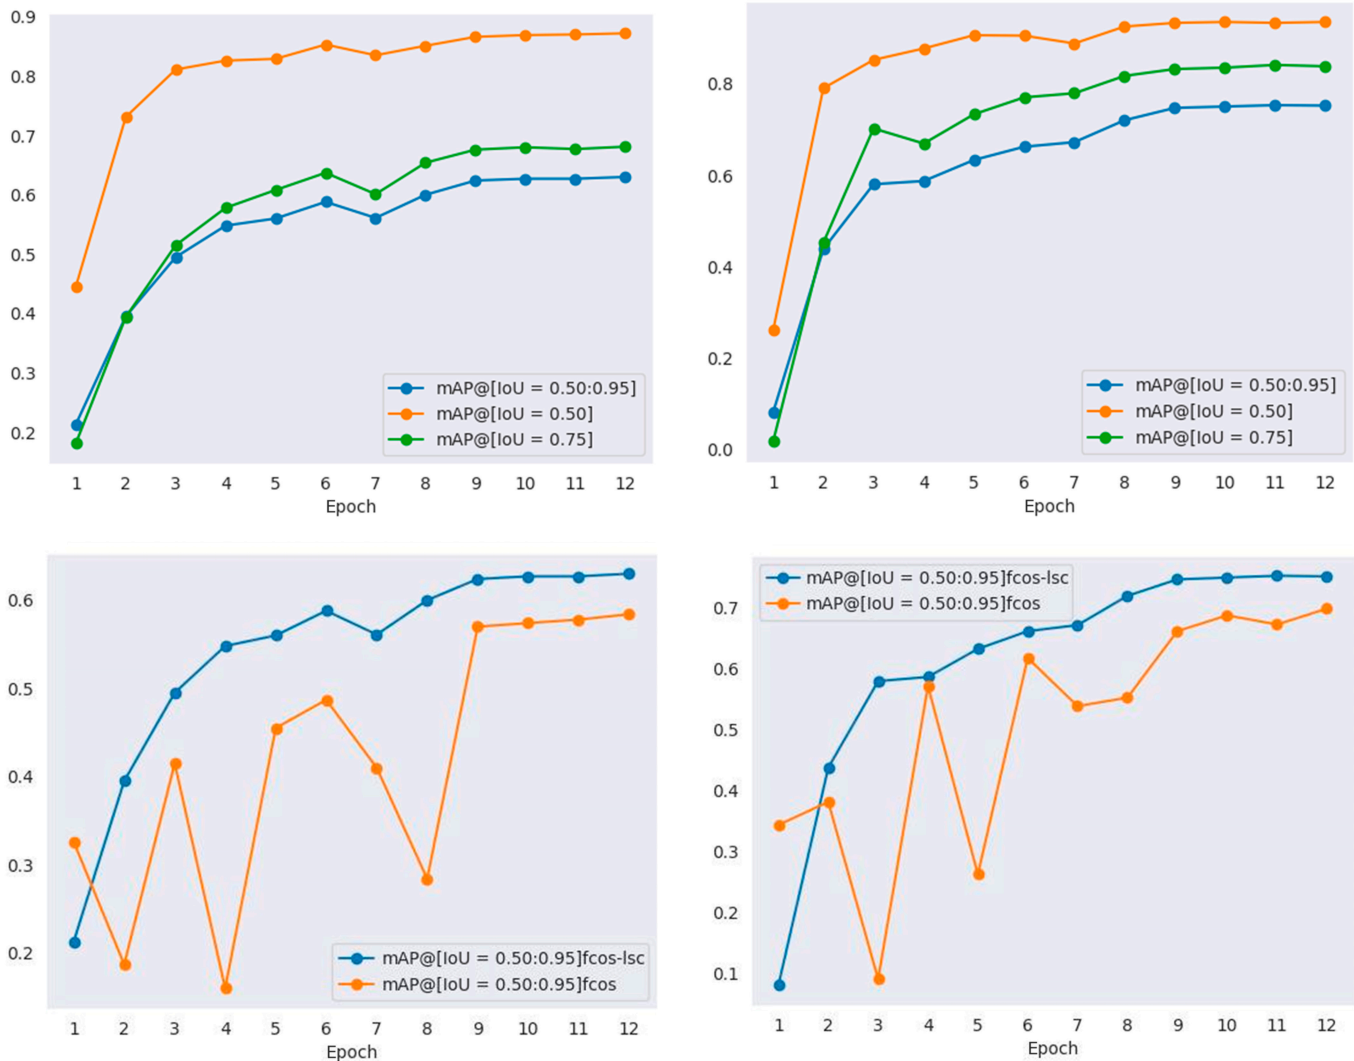 0.9
0.8
0.7
0.6
0.5
0.4
0.3
0.2
mAP@[IoU = 0.50:0.95]
mAP@[IoU = 0.50]
mAP@[IoU = 0.75]
1 2 3 4 5 6 7 8 9 10 11 12
Epoch
0.8
0.6
0.4
0.2
0.0
mAP@[IoU = 0.50:0.95]
mAP@[IoU = 0.50]
mAP@[IoU = 0.75]
1 2 3 4 5 6 7 8 9 10 11 12
Epoch
0.6
0.5
0.4
0.3
0.2
mAP@[IoU = 0.50:0.95]fcos-lsc
mAP@[IoU = 0.50:0.95]fcos
1 2 3 4 5 6 7 8 9 10 11 12
Epoch
mAP@[IoU = 0.50:0.95]fcos-lsc
mAP@[IoU = 0.50:0.95]fcos
0.7
0.6
0.5
0.4
0.3
0.2
0.1
1 2 3 4 5 6 7 8 9 10 11 12
Epoch